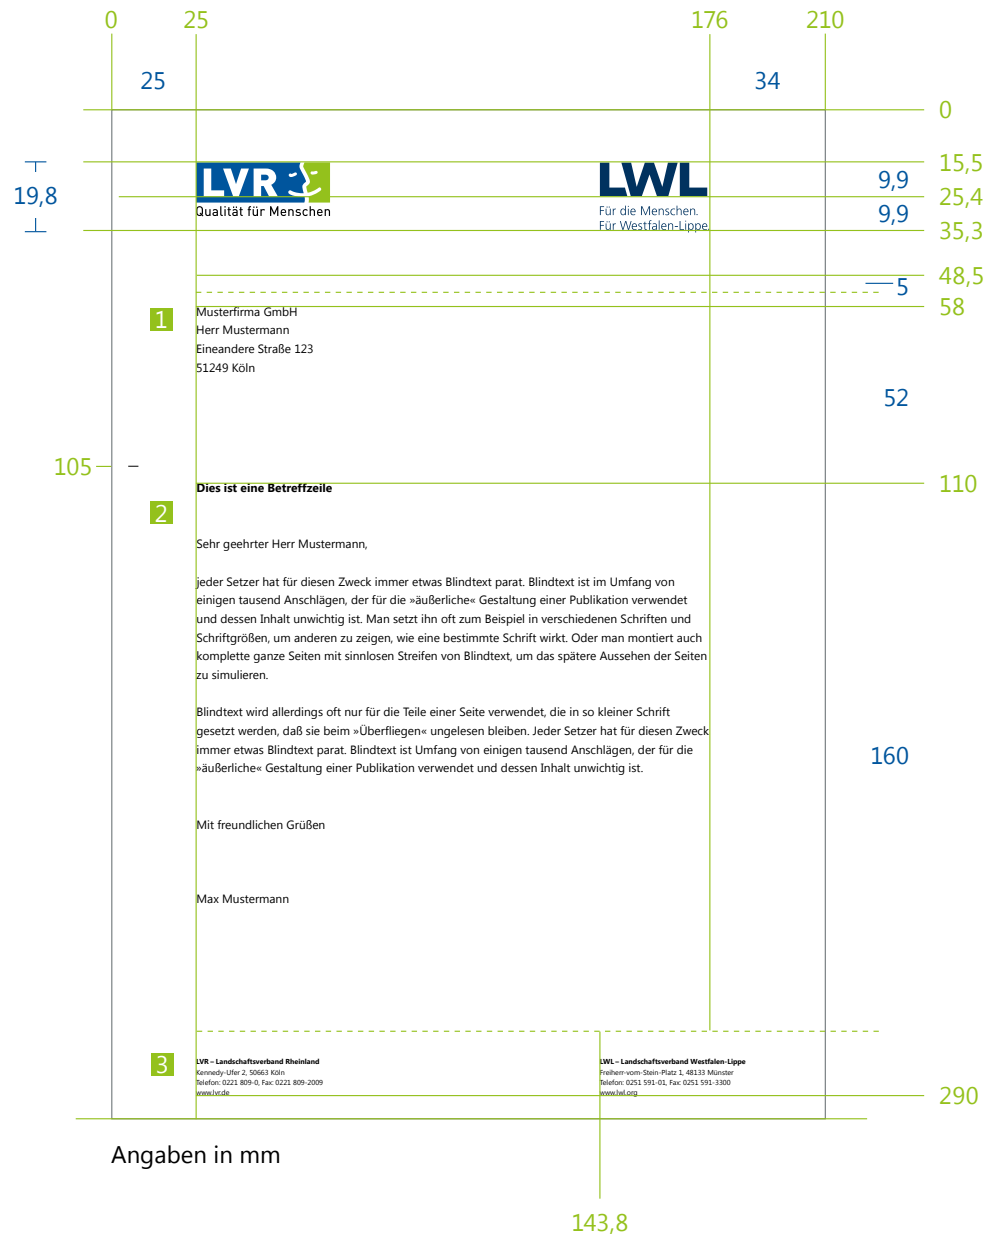 0 25 176 210
25 34
0
15,5
19,8
LVR LWL
9,9
25,4
Qualität für Menschen
Für die Menschen.
9,9
Für Westfalen-Lippe.
35,3
48,5
5
58
1
Musterfirma GmbH
Herr Mustermann
Eineandere Straße 123
51249 Köln
52
105
110
Dies ist eine Betreffzeile
2
Sehr geehrter Herr Mustermann,
jeder Setzer hat für diesen Zweck immer etwas Blindtext parat. Blindtext ist im Umfang von
einigen tausend Anschlägen, der für die »äußerliche« Gestaltung einer Publikation verwendet
und dessen Inhalt unwichtig ist. Man setzt ihn oft zum Beispiel in verschiedenen Schriften und
Schriftgrößen, um anderen zu zeigen, wie eine bestimmte Schrift wirkt. Oder man montiert auch
komplette ganze Seiten mit sinnlosen Streifen von Blindtext, um das spätere Aussehen der Seiten
zu simulieren.
Blindtext wird allerdings oft nur für die Teile einer Seite verwendet, die in so kleiner Schrift
gesetzt werden, daß sie beim »Überfliegen« ungelesen bleiben. Jeder Setzer hat für diesen Zweck
immer etwas Blindtext parat. Blindtext ist Umfang von einigen tausend Anschlägen, der für die
»äußerliche« Gestaltung einer Publikation verwendet und dessen Inhalt unwichtig ist.
160
Mit freundlichen Grüßen
Max Mustermann
3
LVR – Landschaftsverband Rheinland
Kennedy-Ufer 2, 50663 Köln
Telefon: 0221 809-0, Fax: 0221 809-2009
www.lvr.de
LWL – Landschaftsverband Westfalen-Lippe
Freiherr-vom-Stein-Platz 1, 48133 Münster
Telefon: 0251 591-01, Fax: 0251 591-3300
www.lwl.org
290
Angaben in mm
143,8